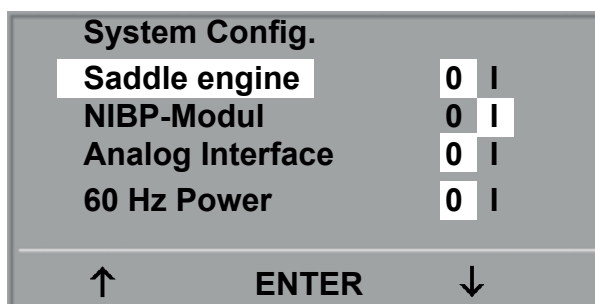 System Config.
Saddle engine 0 I
NIBP-Modul 0 I
Analog Interface 0 I
60 Hz Power 0 I
↑ ENTER ↓